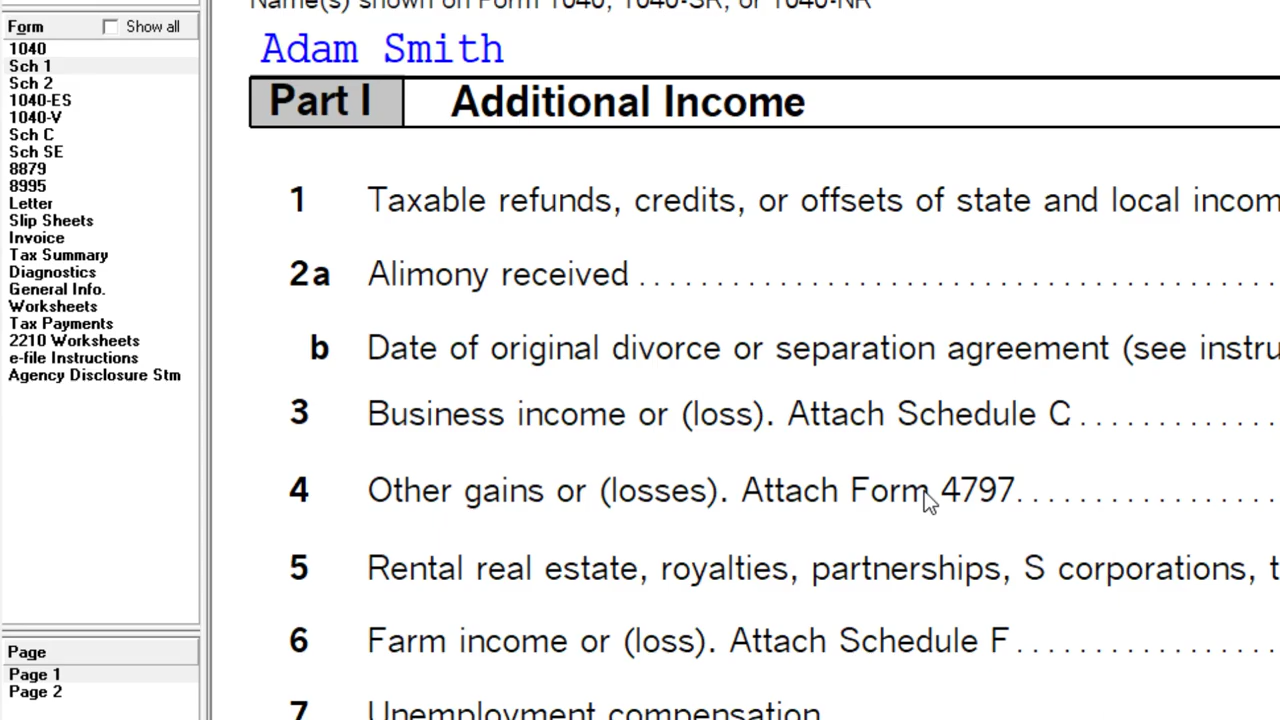 Form Show all
1040
Sch 1
Sch 2
1040-ES
1040-V
Sch C
Sch SE
8879
8995
Letter
Slip Sheets
Invoice
Tax Summary
Diagnostics
General Info.
Worksheets
Tax Payments
2210 Worksheets
e-file Instructions
Agency Disclosure Stm
Page
Page 1
Page 2
Name(s) shown on Form 1040, 1040-SR, or 1040-NR
Adam Smith
Part I Additional Income
1 Taxable refunds, credits, or offsets of state and local incom
2a Alimony received
b Date of original divorce or separation agreement (see instru
3 Business income or (loss). Attach Schedule C
4 Other gains or (losses). Attach Form 4797
5 Rental real estate, royalties, partnerships, S corporations, t
6 Farm income or (loss). Attach Schedule F
7 Unemployment compensation